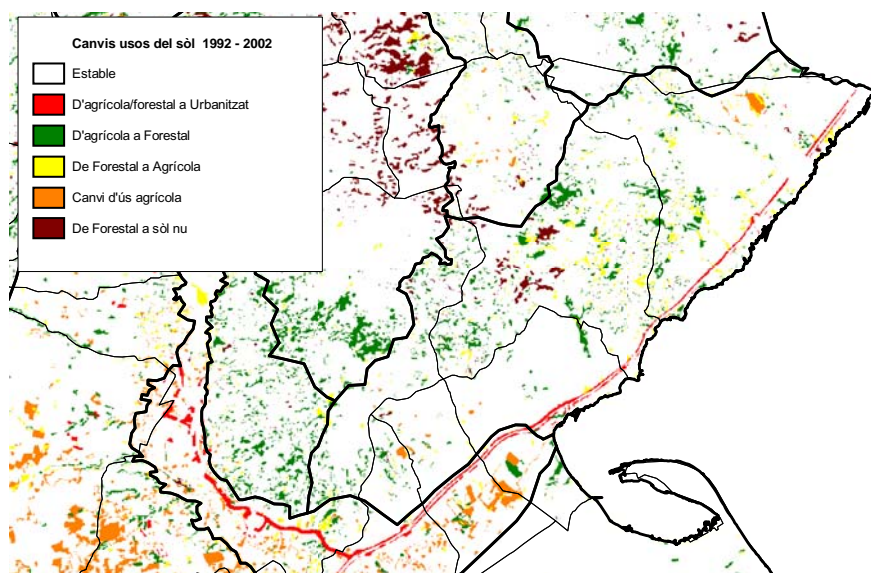 Canvis usos del sòl 1992 - 2002
Estable
D'agrícola/forestal a Urbanitzat
D'agrícola a Forestal
De Forestal a Agrícola
Canvi d'ús agrícola
De Forestal a sòl nu